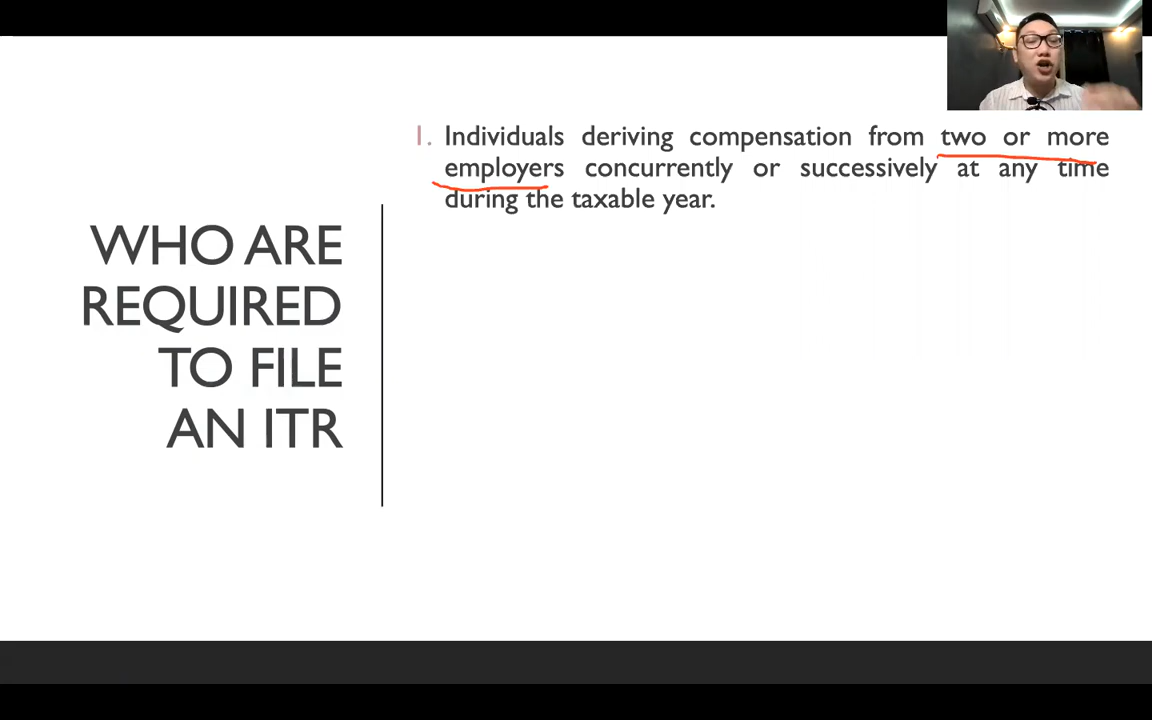 WHO ARE
REQUIRED
TO FILE
AN ITR
1. Individuals deriving compensation from two or more
employers concurrently or successively at any time
during the taxable year.